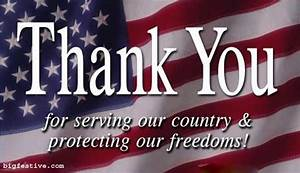 Thank You
for serving our country &
protecting our freedoms!
bigfestive.com